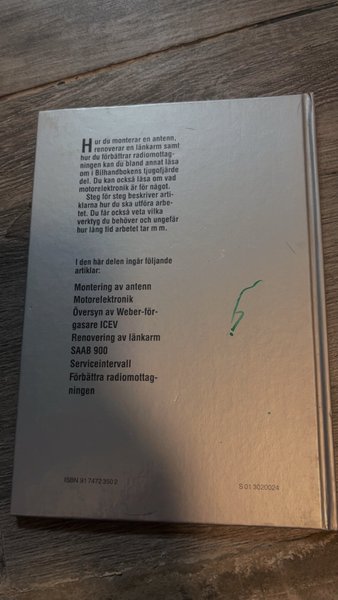 Hur du monterar en antenn,
renoverar en länkarm samt
hur du förbättrar radiomottag-
ningen kan du bland annat läsa
om i Bilhandbokens tjugofjärde
del. Du kan också läsa om vad
motorelektronik är för något.
Steg för steg beskriver arti-
klarna hur du ska utföra arbe-
tet. Du får också veta vilka
verktyg du behöver och ungefär
hur lång tid arbetet tar m m.
I den här delen ingår följande
artiklar:
Montering av antenn
Motorelektronik
Översyn av Weber-för-
gasare ICEV
Renovering av länkarm
SAAB 900
Serviceintervall
Förbättra radiomottag-
ningen
ISBN 91 7472 350 2
S 01 3020024